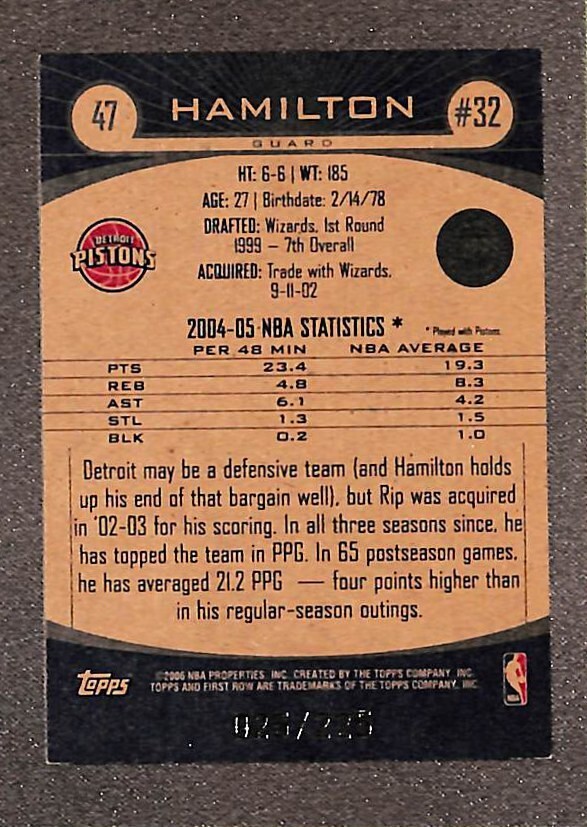 47 HAMILTON #32
GUARD
HT: 6-6 | WT: 185
AGE: 27 | Birthdate: 2/14/78
DRAFTED: Wizards, 1st Round
1999 – 7th Overall
ACQUIRED: Trade with Wizards,
9-11-02
DETROIT
PISTONS
2004-05 NBA STATISTICS * * Played with Pistons.
PER 48 MIN NBA AVERAGE
PTS 23.4 19.3
REB 4.8 8.3
AST 6.1 4.2
STL 1.3 1.5
BLK 0.2 1.0
Detroit may be a defensive team (and Hamilton holds
up his end of that bargain well), but Rip was acquired
in '02-03 for his scoring. In all three seasons since, he
has topped the team in PPG. In 65 postseason games,
he has averaged 21.2 PPG — four points higher than
in his regular-season outings.
Topps
©2006 NBA PROPERTIES, INC. CREATED BY THE TOPPS COMPANY, INC.
TOPPS AND FIRST ROW ARE TRADEMARKS OF THE TOPPS COMPANY, INC.
NBA